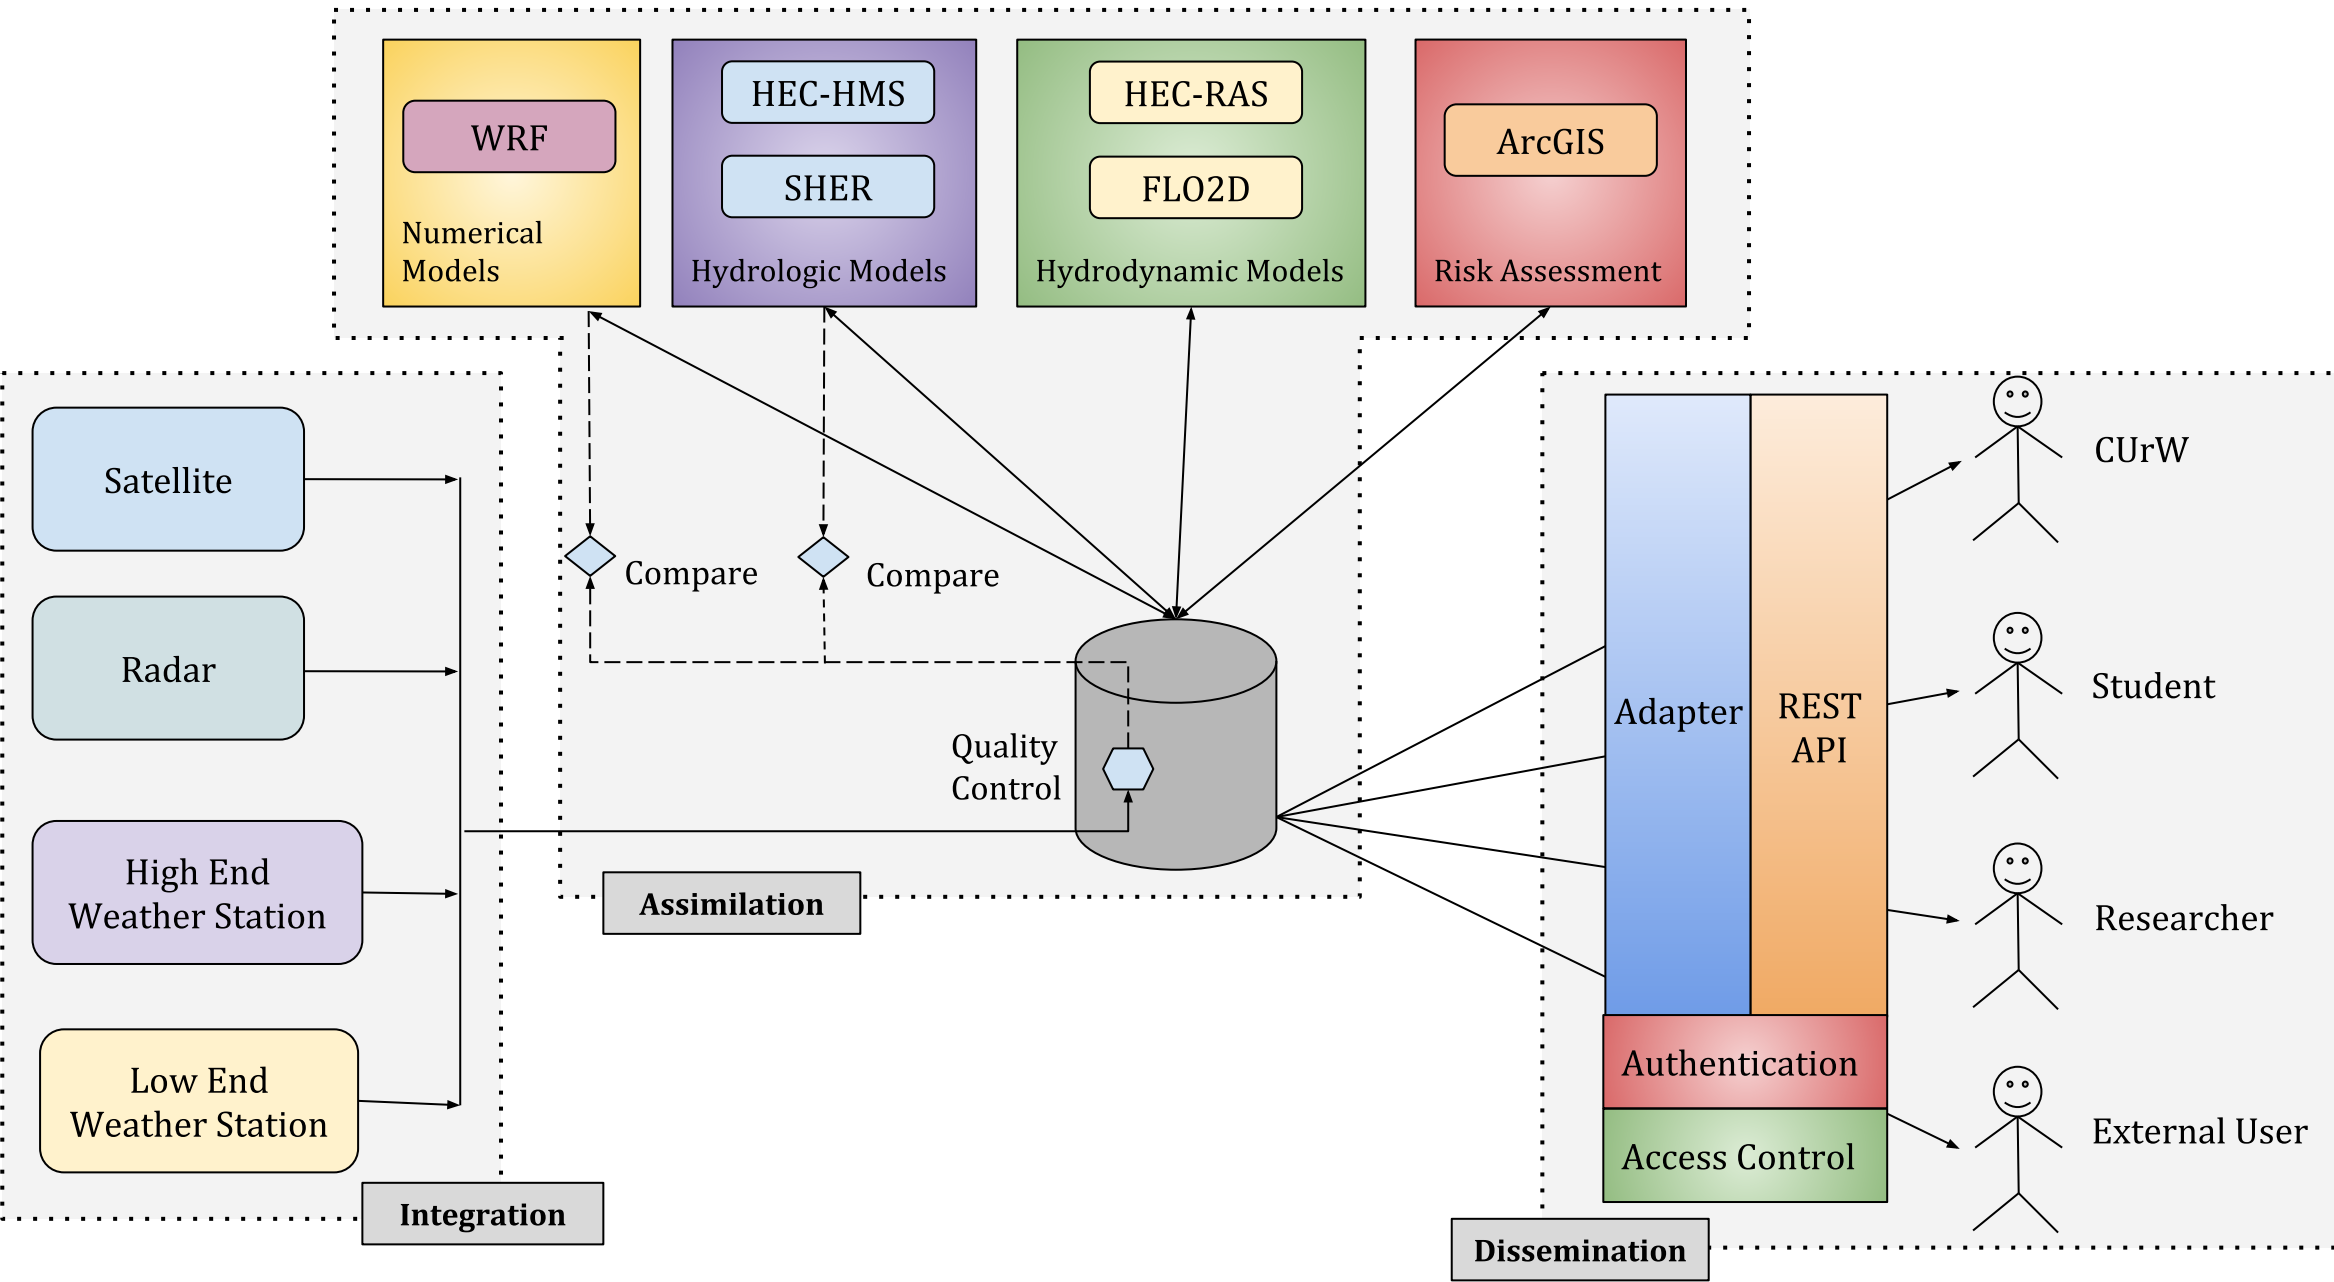 WRF
Numerical
Models
HEC-HMS
SHER
Hydrologic Models
HEC-RAS
FLO2D
Hydrodynamic Models
ArcGIS
Risk Assessment
Satellite
Radar
High End
Weather Station
Low End
Weather Station
Integration
Compare
Compare
Quality
Control
Assimilation
Adapter
REST
API
Authentication
Access Control
CUrW
Student
Researcher
External User
Dissemination